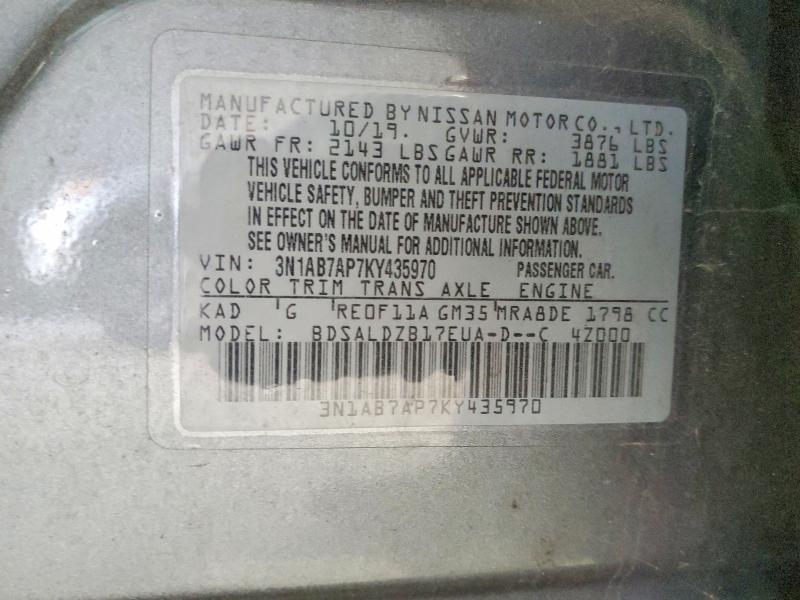 MANUFACTURED BY NISSAN MOTOR CO., LTD.
DATE: 10/19. GVWR: 3876 LBS
GAWR FR: 2143 LBS GAWR RR: 1881 LBS
THIS VEHICLE CONFORMS TO ALL APPLICABLE FEDERAL MOTOR
VEHICLE SAFETY, BUMPER AND THEFT PREVENTION STANDARDS
IN EFFECT ON THE DATE OF MANUFACTURE SHOWN ABOVE.
SEE OWNER'S MANUAL FOR ADDITIONAL INFORMATION.
VIN: 3N1AB7AP7KY435970 PASSENGER CAR.
COLOR TRIM TRANS AXLE ENGINE
KAD G RE0F11A GM35 MRA8DE 1798 CC
MODEL: BDSALDZB17EUA-D--C 4Z000
3N1AB7AP7KY435970